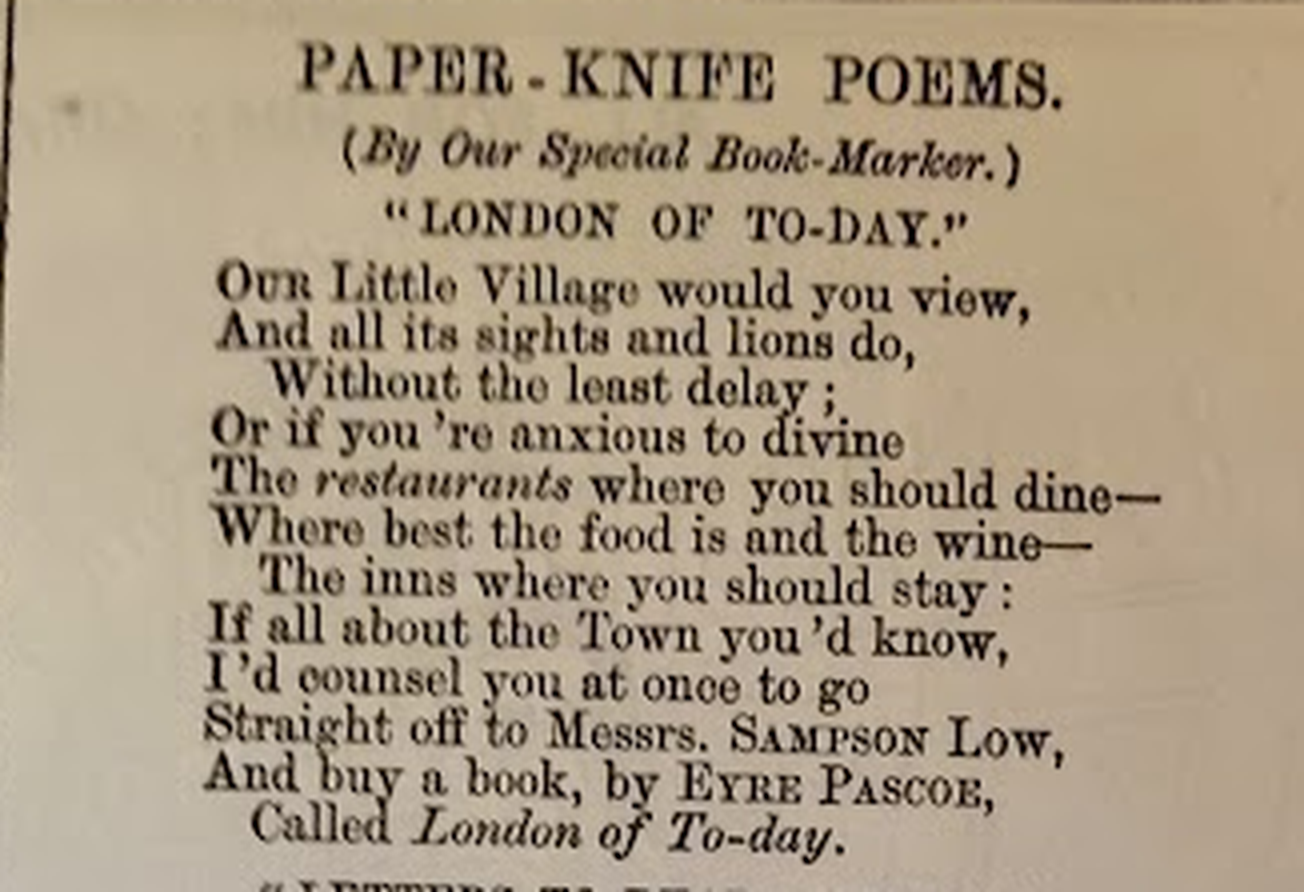 PAPER-KNIFE POEMS.
(By Our Special Book-Marker.)
"LONDON OF TO-DAY."
OUR Little Village would you view,
And all its sights and lions do,
Without the least delay;
Or if you 're anxious to divine
The restaurants where you should dine—
Where best the food is and the wine—
The inns where you should stay:
If all about the Town you 'd know,
I 'd counsel you at once to go
Straight off to Messrs. SAMPSON LOW,
And buy a book, by EYRE PASCOE,
Called London of To-day.